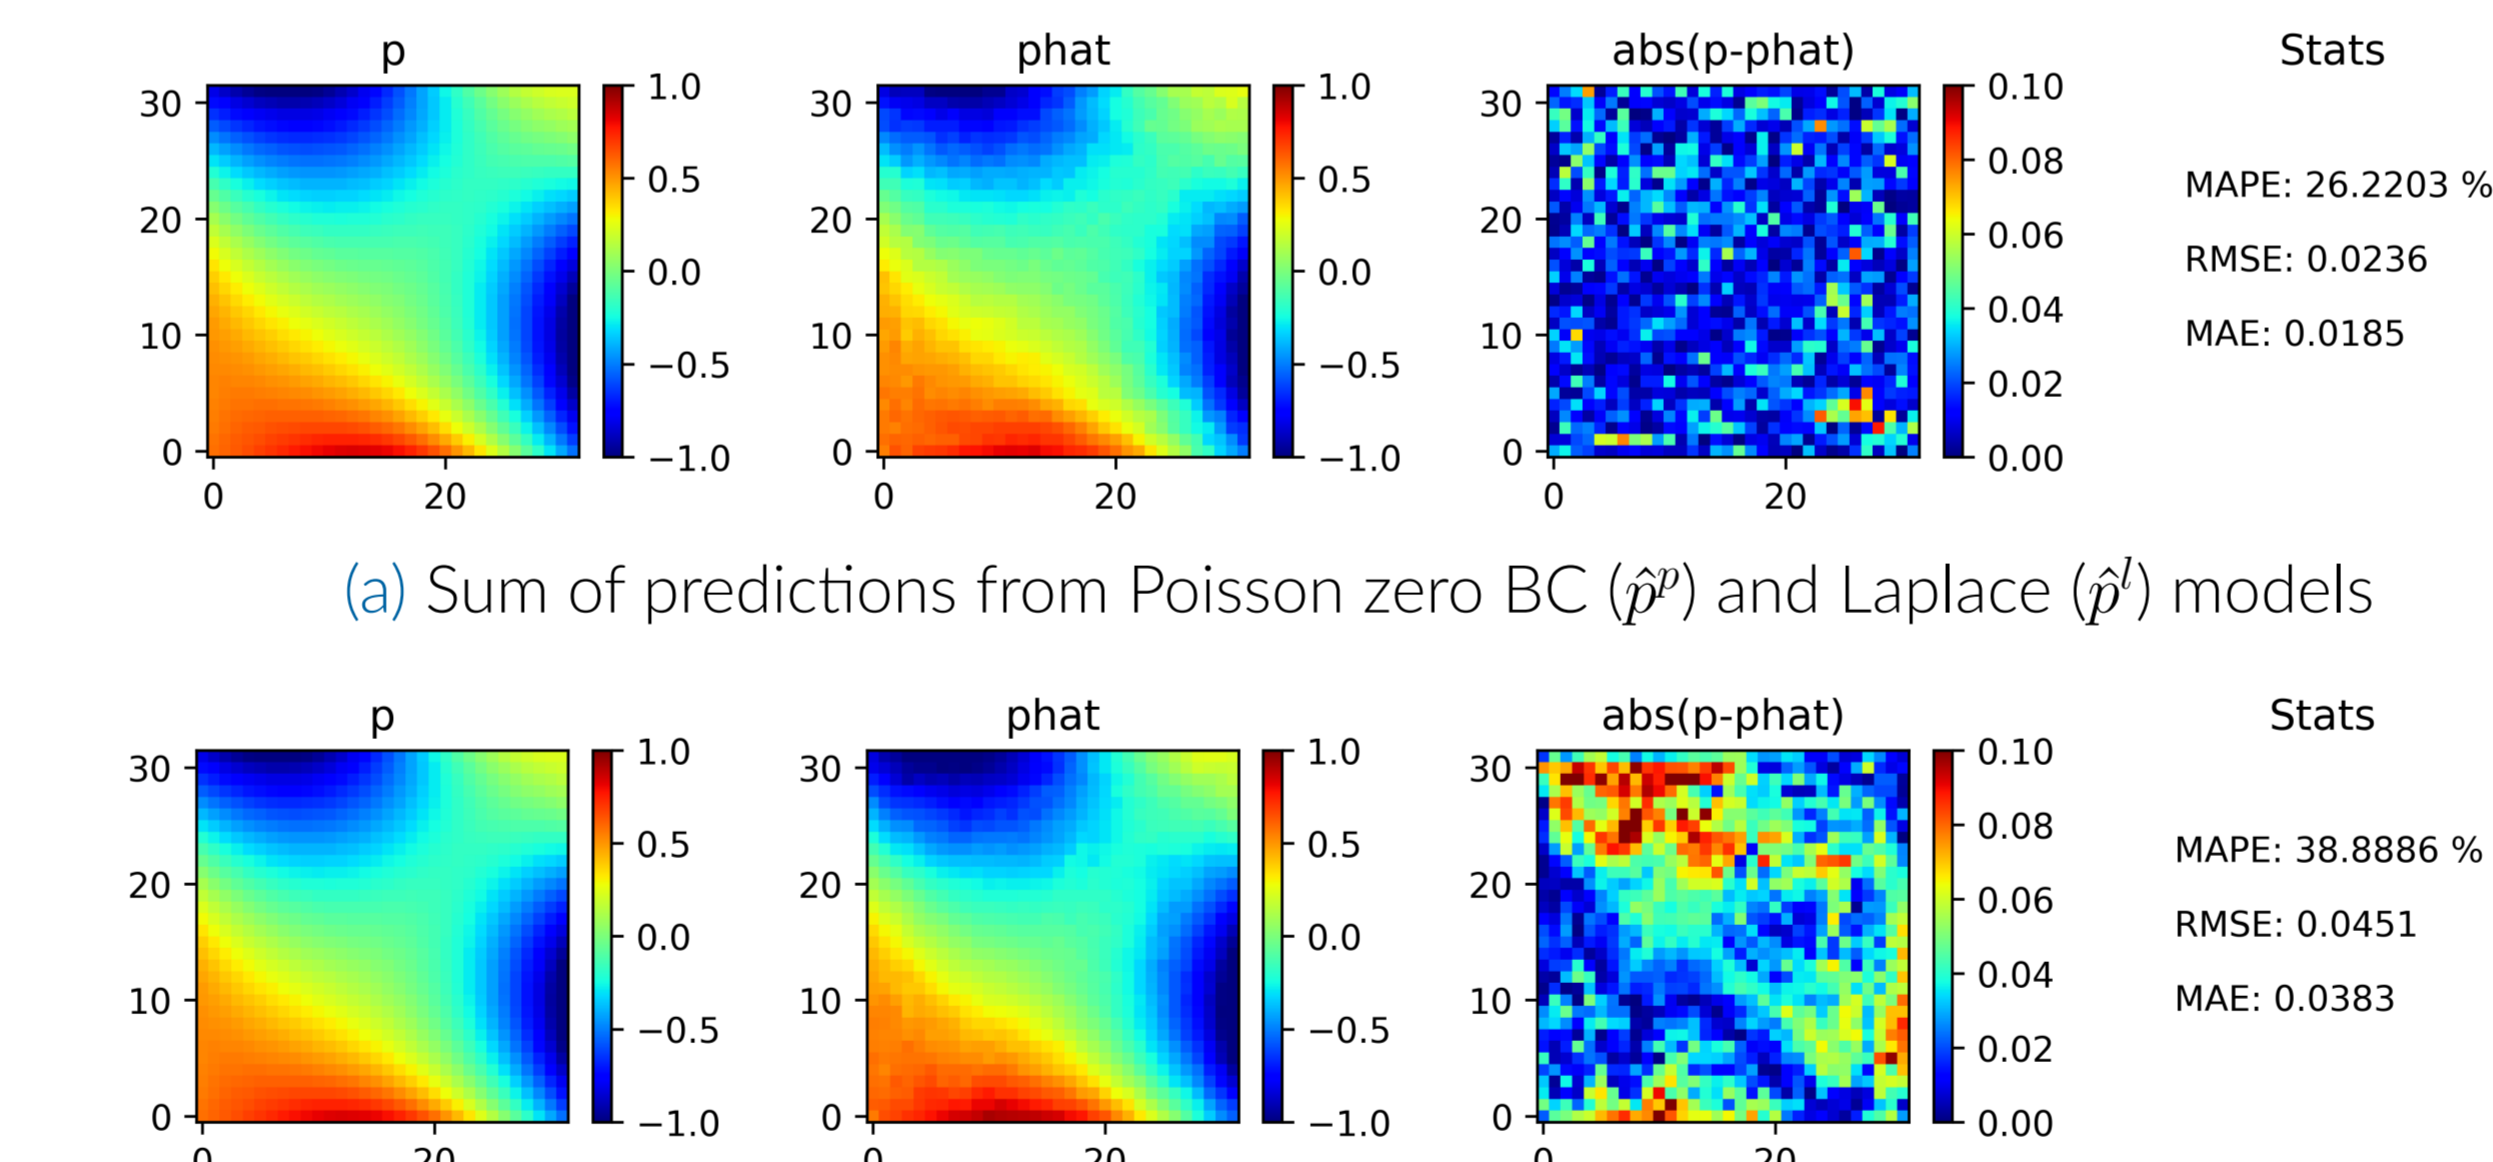 p phat abs(p-phat) Stats
30 20 10 0 0 20 1.0 0.5 0.0 −0.5 −1.0
30 20 10 0 0 20 1.0 0.5 0.0 −0.5 −1.0
30 20 10 0 0 20 0.10 0.08 0.06 0.04 0.02 0.00
MAPE: 26.2203 %
RMSE: 0.0236
MAE: 0.0185
(a) Sum of predictions from Poisson zero BC (p̂ᵖ) and Laplace (p̂ˡ) models
p phat abs(p-phat) Stats
30 20 10 0 0 20 1.0 0.5 0.0 −0.5 −1.0
30 20 10 0 0 20 1.0 0.5 0.0 −0.5 −1.0
30 20 10 0 0 20 0.10 0.08 0.06 0.04 0.02 0.00
MAPE: 38.8886 %
RMSE: 0.0451
MAE: 0.0383